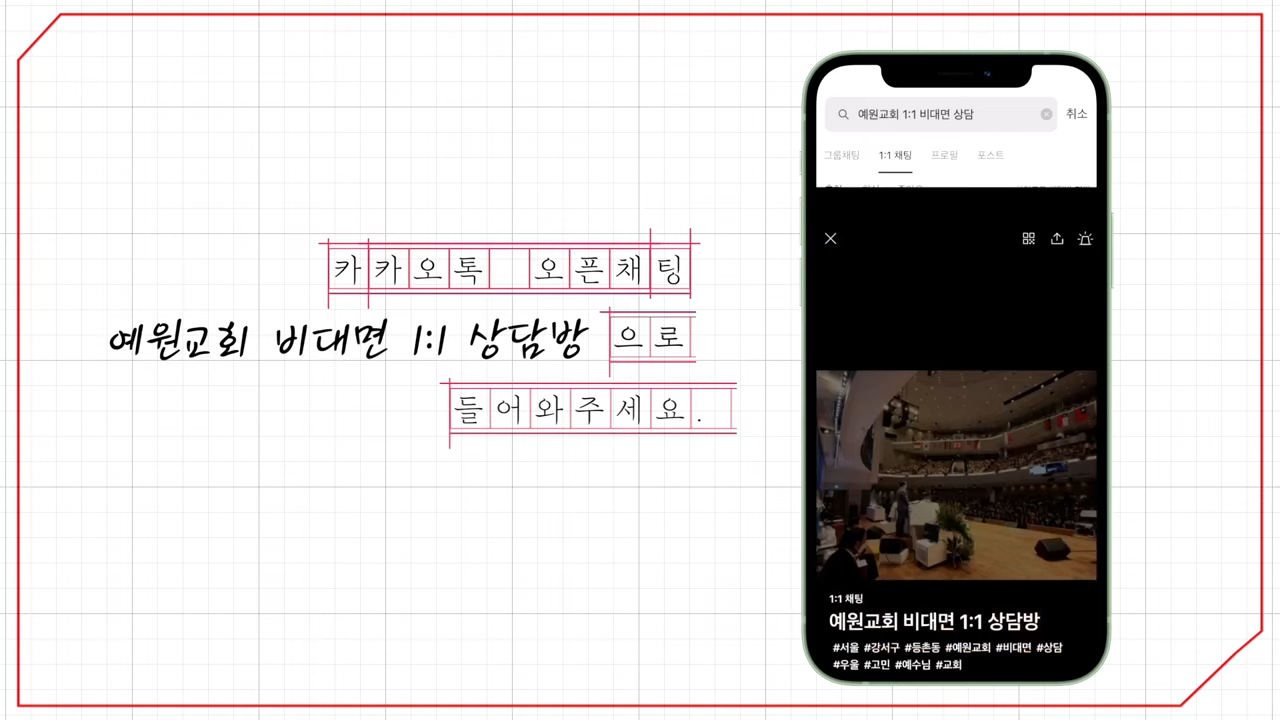 카카오톡 오픈채팅
예원교회 비대면 1:1 상담방으로
들어와주세요.
예원교회 1:1 비대면 상담
취소
그룹채팅 1:1 채팅 프로필 포스트
1:1 채팅
예원교회 비대면 1:1 상담방
#서울 #강서구 #등촌동 #예원교회 #비대면 #상담
#우울 #고민 #예수님 #교회